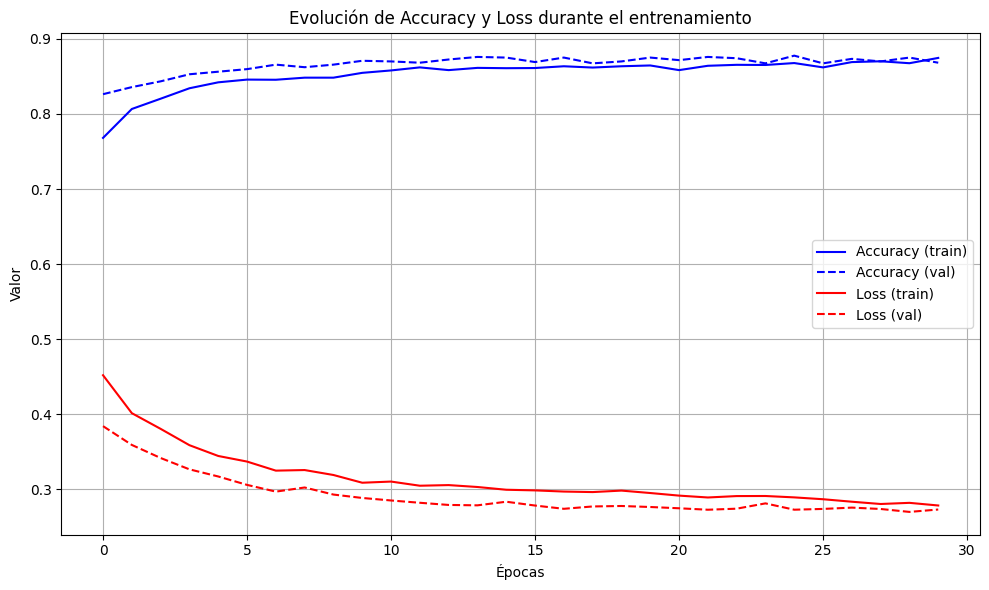 Evolución de Accuracy y Loss durante el entrenamiento
Valor
0.9
0.8
0.7
0.6
0.5
0.4
0.3
Accuracy (train)
Accuracy (val)
Loss (train)
Loss (val)
0
5
10
15
20
25
30
Épocas